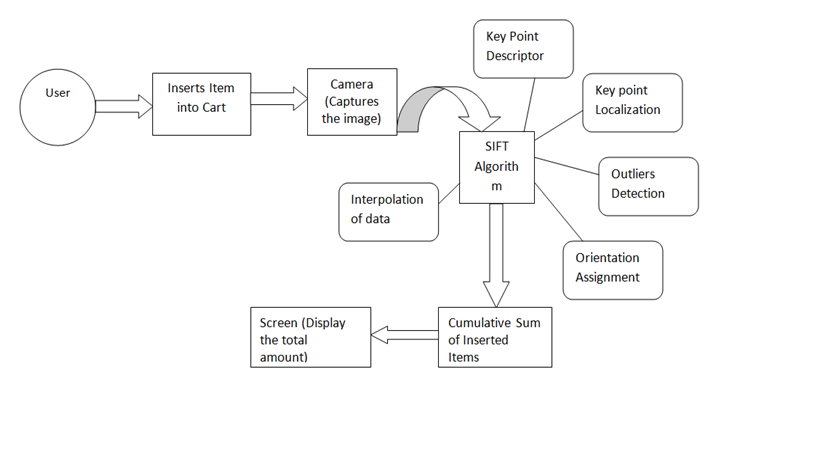 User
Inserts Item
into Cart
Camera
(Captures
the image)
Key Point
Descriptor
Key point
Localization
SIFT
Algorith
m
Outliers
Detection
Interpolation
of data
Orientation
Assignment
Screen (Display
the total
amount)
Cumulative Sum
of Inserted
Items